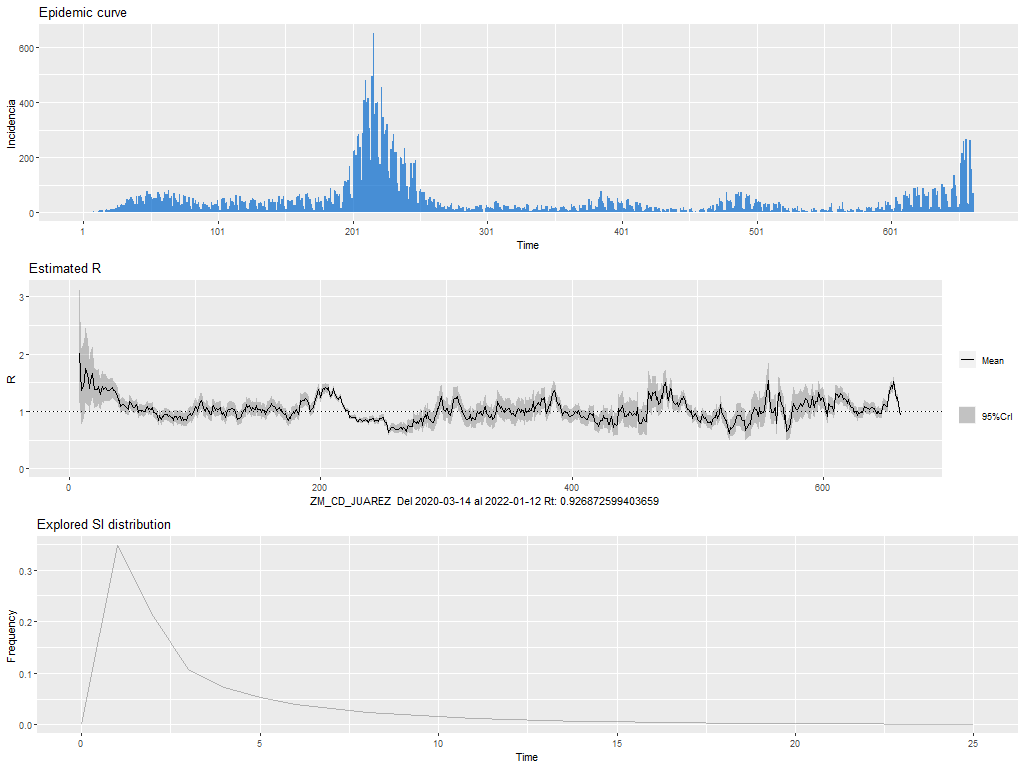 Epidemic curve
Incidencia
600
400
200
0
1 101 201 301 401 501 601
Time
Estimated R
R
3
2
1
0
0 200 400 600
ZM_CD_JUAREZ Del 2020-03-14 al 2022-01-12 Rt: 0.926872599403659
Mean
95%CrI
Explored SI distribution
Frequency
0.3
0.2
0.1
0.0
0 5 10 15 20 25
Time